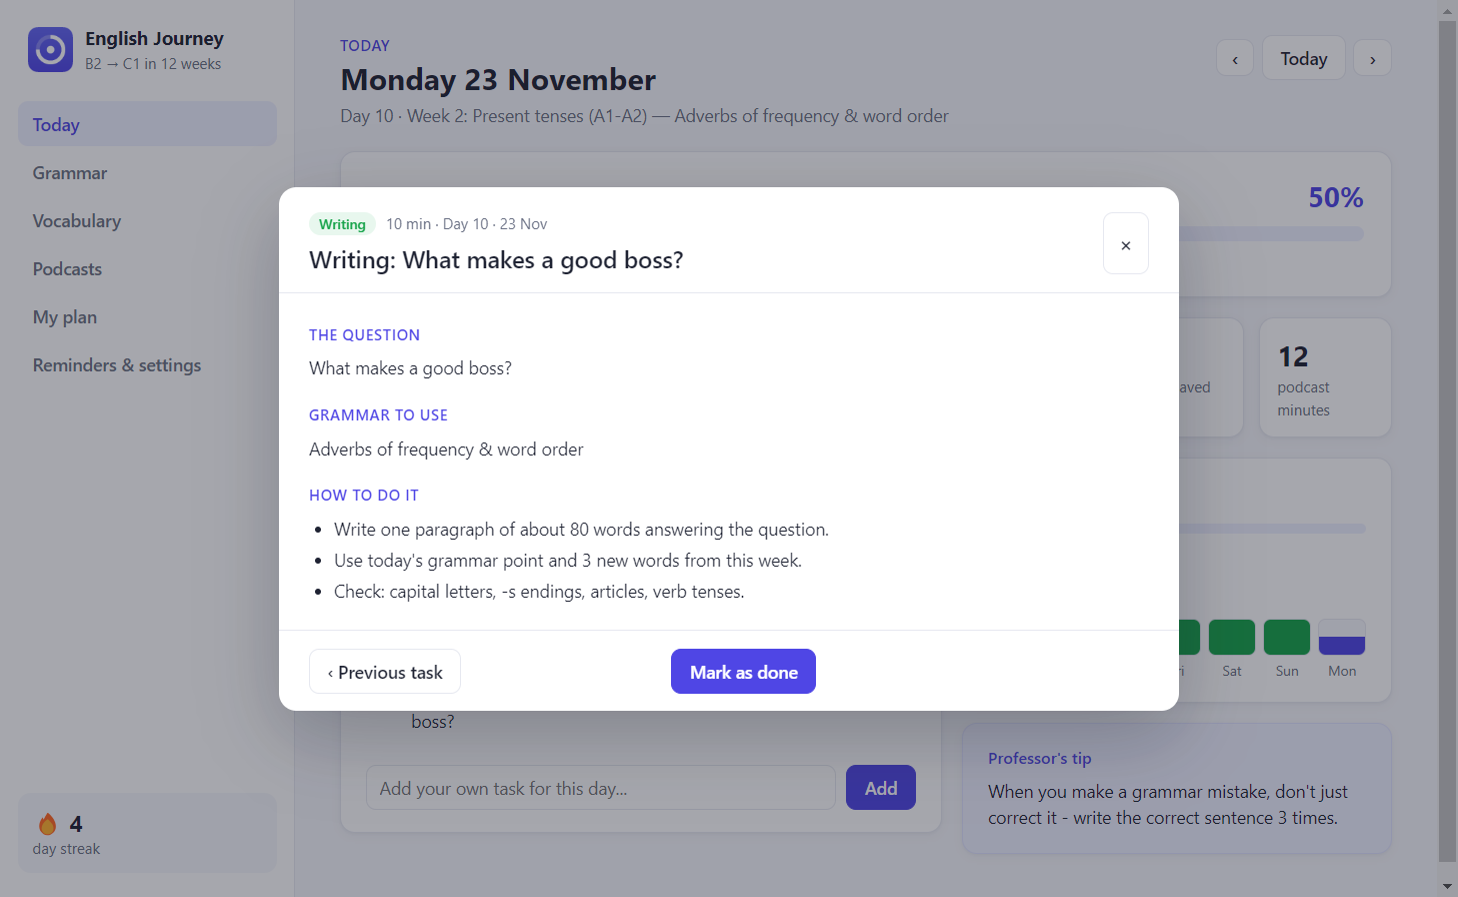 English Journey
B2 → C1 in 12 weeks
Today
Grammar
Vocabulary
Podcasts
My plan
Reminders & settings
4
day streak
TODAY
Monday 23 November
Day 10 · Week 2: Present tenses (A1-A2) — Adverbs of frequency & word order
‹ Today ›
50%
Writing 10 min · Day 10 · 23 Nov
Writing: What makes a good boss?
×
THE QUESTION
What makes a good boss?
GRAMMAR TO USE
Adverbs of frequency & word order
HOW TO DO IT
• Write one paragraph of about 80 words answering the question.
• Use today's grammar point and 3 new words from this week.
• Check: capital letters, -s endings, articles, verb tenses.
‹ Previous task
Mark as done
12
podcast
minutes
Sat Sun Mon
boss?
Add your own task for this day...
Add
Professor's tip
When you make a grammar mistake, don't just
correct it - write the correct sentence 3 times.